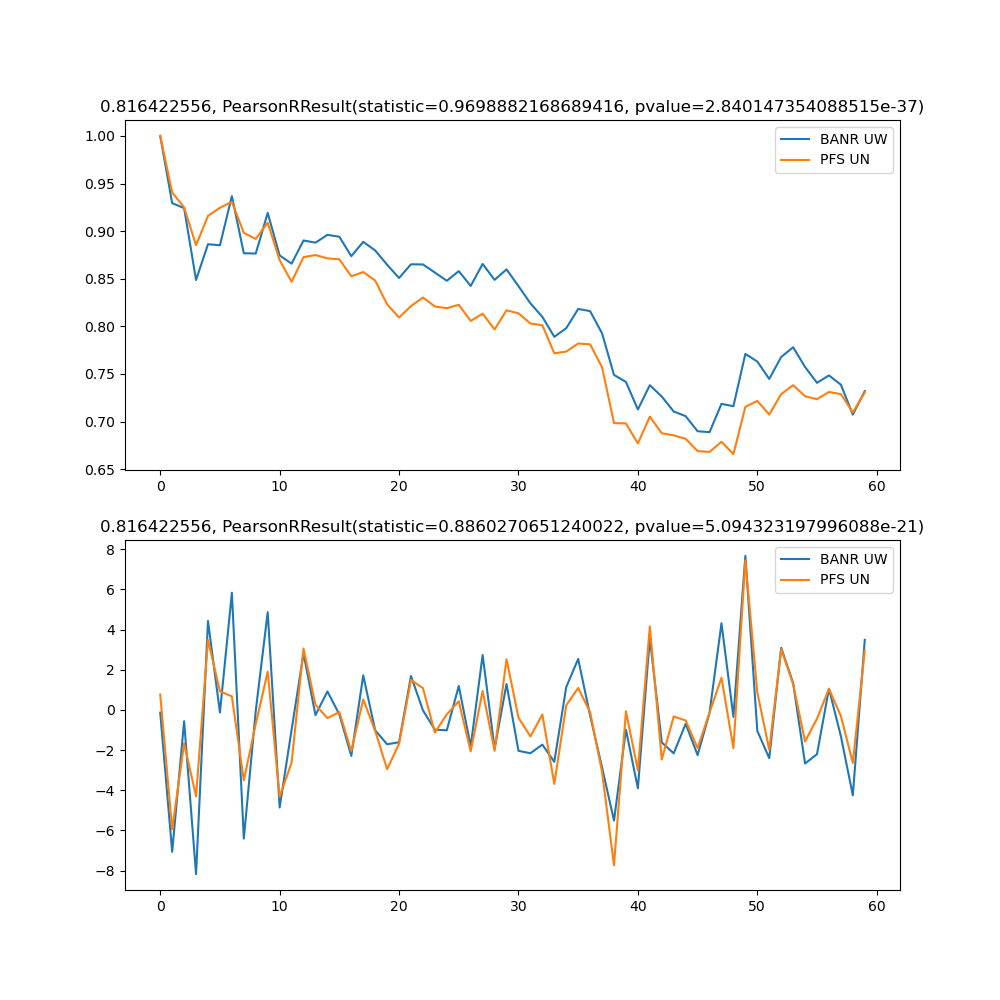 0.816422556, PearsonRResult(statistic=0.9698882168689416, pvalue=2.840147354088515e-37)
BANR UW
PFS UN
1.00
0.95
0.90
0.85
0.80
0.75
0.70
0.65
0 10 20 30 40 50 60
0.816422556, PearsonRResult(statistic=0.8860270651240022, pvalue=5.094323197996088e-21)
BANR UW
PFS UN
8
6
4
2
0
−2
−4
−6
−8
0 10 20 30 40 50 60